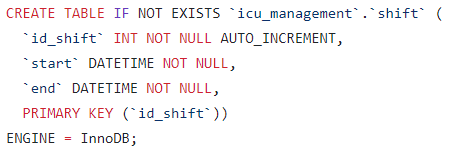 CREATE TABLE IF NOT EXISTS `icu_management`.`shift` (
  `id_shift` INT NOT NULL AUTO_INCREMENT,
  `start` DATETIME NOT NULL,
  `end` DATETIME NOT NULL,
  PRIMARY KEY (`id_shift`))
ENGINE = InnoDB;